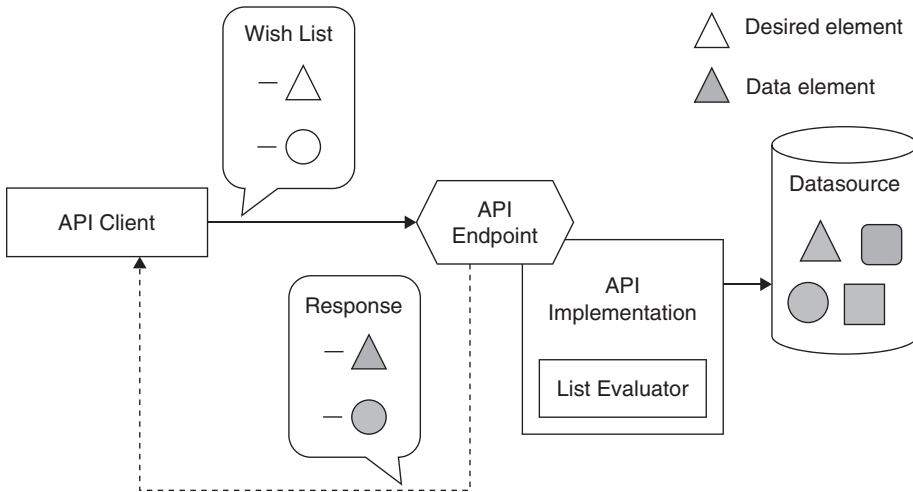 Wish List
Desired element
Data element
Datasource
API Client
API
Endpoint
Response
API
Implementation
List Evaluator